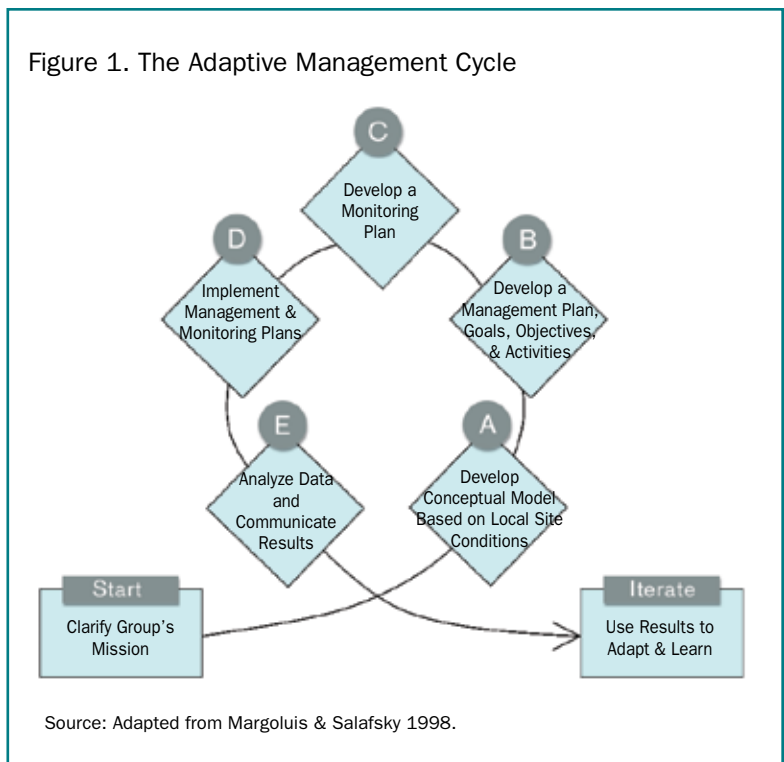 Figure 1. The Adaptive Management Cycle
C
Develop a
Monitoring
Plan
D
Implement
Management &
Monitoring Plans
B
Develop a
Management Plan,
Goals, Objectives,
& Activities
E
Analyze Data
and
Communicate
Results
A
Develop
Conceptual Model
Based on Local Site
Conditions
Start
Clarify Group's
Mission
Iterate
Use Results to
Adapt & Learn
Source: Adapted from Margoluis & Salafsky 1998.